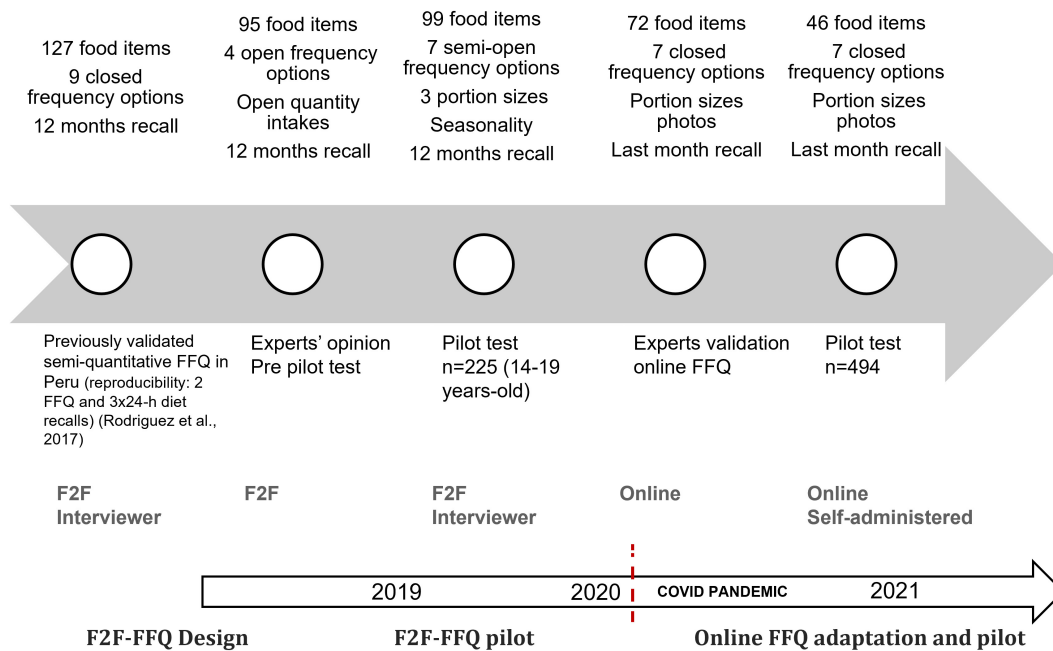 127 food items
9 closed
frequency options
12 months recall
95 food items
4 open frequency
options
Open quantity
intakes
12 months recall
99 food items
7 semi-open
frequency options
3 portion sizes
Seasonality
12 months recall
72 food items
7 closed
frequency options
Portion sizes
photos
Last month recall
46 food items
7 closed
frequency options
Portion sizes
photos
Last month recall
Previously validated
semi-quantitative FFQ in
Peru (reproducibility: 2
FFQ and 3x24-h diet
recalls) (Rodriguez et al.,
2017)
Experts' opinion
Pre pilot test
Pilot test
n=225 (14-19
years-old)
Experts validation
online FFQ
Pilot test
n=494
F2F
Interviewer
F2F
F2F
Interviewer
Online
Online
Self-administered
2019
2020
COVID PANDEMIC
2021
F2F-FFQ Design
F2F-FFQ pilot
Online FFQ adaptation and pilot